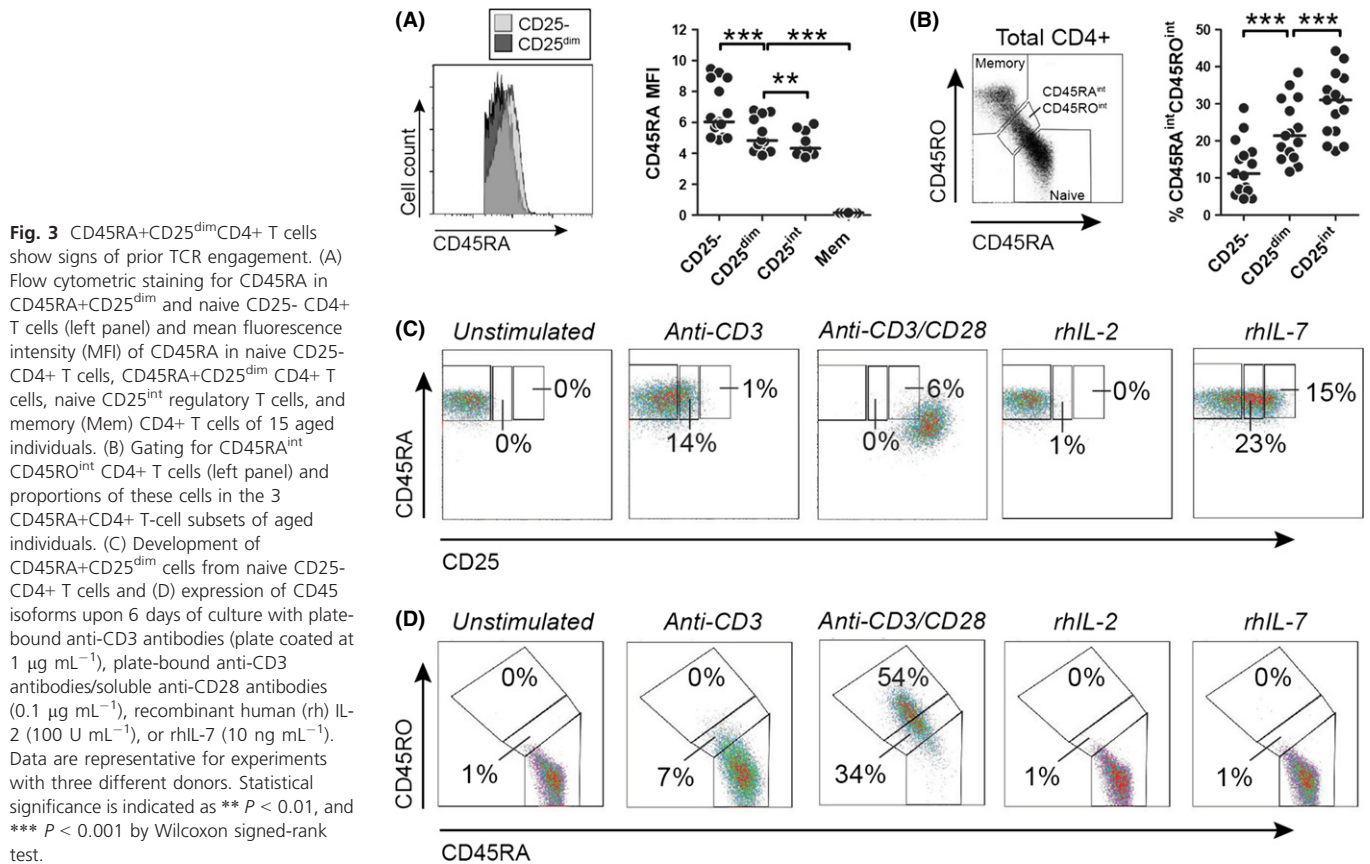 Fig. 3 CD45RA+CD25dimCD4+ T cells
show signs of prior TCR engagement. (A)
Flow cytometric staining for CD45RA in
CD45RA+CD25dim and naive CD25- CD4+
T cells (left panel) and mean fluorescence
intensity (MFI) of CD45RA in naive CD25-
CD4+ T cells, CD45RA+CD25dim CD4+ T
cells, naive CD25int regulatory T cells, and
memory (Mem) CD4+ T cells of 15 aged
individuals. (B) Gating for CD45RAint
CD45ROint CD4+ T cells (left panel) and
proportions of these cells in the 3
CD45RA+CD4+ T-cell subsets of aged
individuals. (C) Development of
CD45RA+CD25dim cells from naive CD25-
CD4+ T cells and (D) expression of CD45
isoforms upon 6 days of culture with plate-
bound anti-CD3 antibodies (plate coated at
1 μg mL−1), plate-bound anti-CD3
antibodies/soluble anti-CD28 antibodies
(0.1 μg mL−1), recombinant human (rh) IL-
2 (100 U mL−1), or rhIL-7 (10 ng mL−1).
Data are representative for experiments
with three different donors. Statistical
significance is indicated as ** P < 0.01, and
*** P < 0.001 by Wilcoxon signed-rank
test.
(A)
CD25-
CD25dim
Cell count
CD45RA
CD45RA MFI
12
10
8
6
4
2
0
*** ***
**
CD25-
CD25dim
CD25int
Mem
(B)
Total CD4+
Memory
CD45RAint
CD45ROint
Naive
CD45RO
CD45RA
% CD45RAintCD45ROint
50
40
30
20
10
0
*** ***
CD25-
CD25dim
CD25int
(C)
Unstimulated Anti-CD3 Anti-CD3/CD28 rhIL-2 rhIL-7
CD45RA
0% 1% 6% 0% 15%
0% 14% 0% 1% 23%
CD25
(D)
Unstimulated Anti-CD3 Anti-CD3/CD28 rhIL-2 rhIL-7
CD45RO
0% 0% 54% 0% 0%
1% 7% 34% 1% 1%
CD45RA